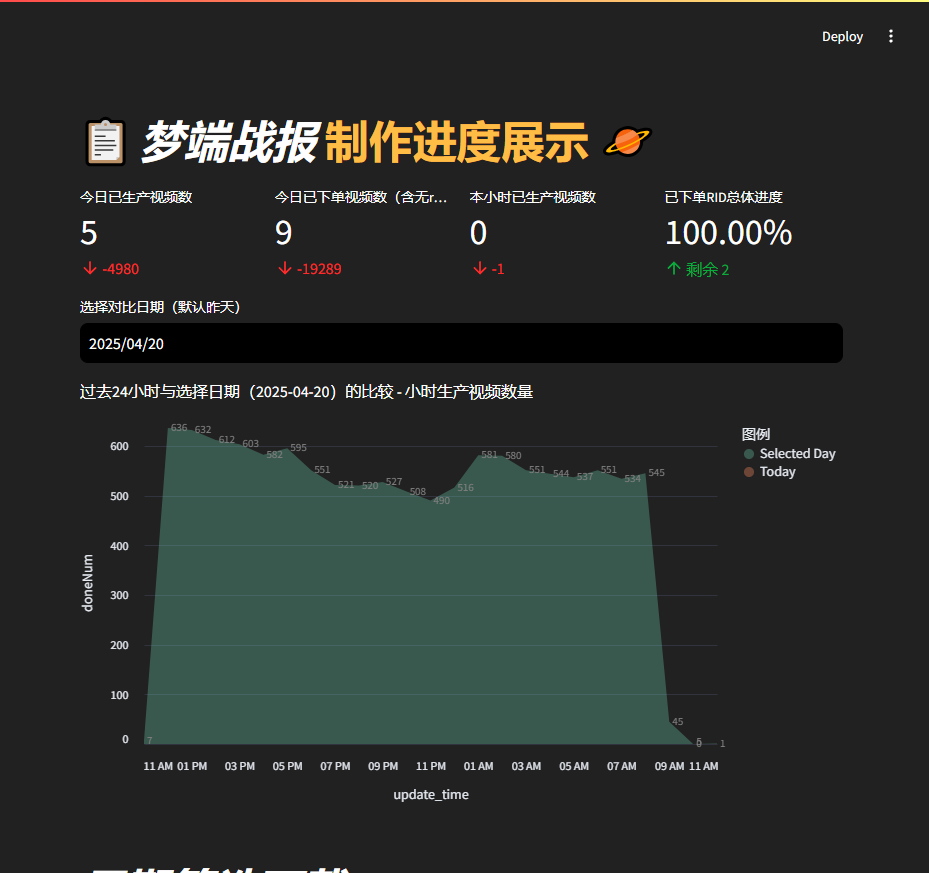 Deploy
梦端战报 制作进度展示
今日已生产视频数
5
-4980
今日已下单视频数（含无r...
9
-19289
本小时已生产视频数
0
-1
已下单RID总体进度
100.00%
剩余 2
选择对比日期（默认昨天）
2025/04/20
过去24小时与选择日期（2025-04-20）的比较 - 小时生产视频数量
图例
Selected Day
Today
doneNum
600
500
400
300
200
100
0
7 636 632 612 603 582 595 551 521 520 527 508 490 516 581 580 551 544 537 551 534 545 45 5 0 1
11 AM 01 PM 03 PM 05 PM 07 PM 09 PM 11 PM 01 AM 03 AM 05 AM 07 AM 09 AM 11 AM
update_time